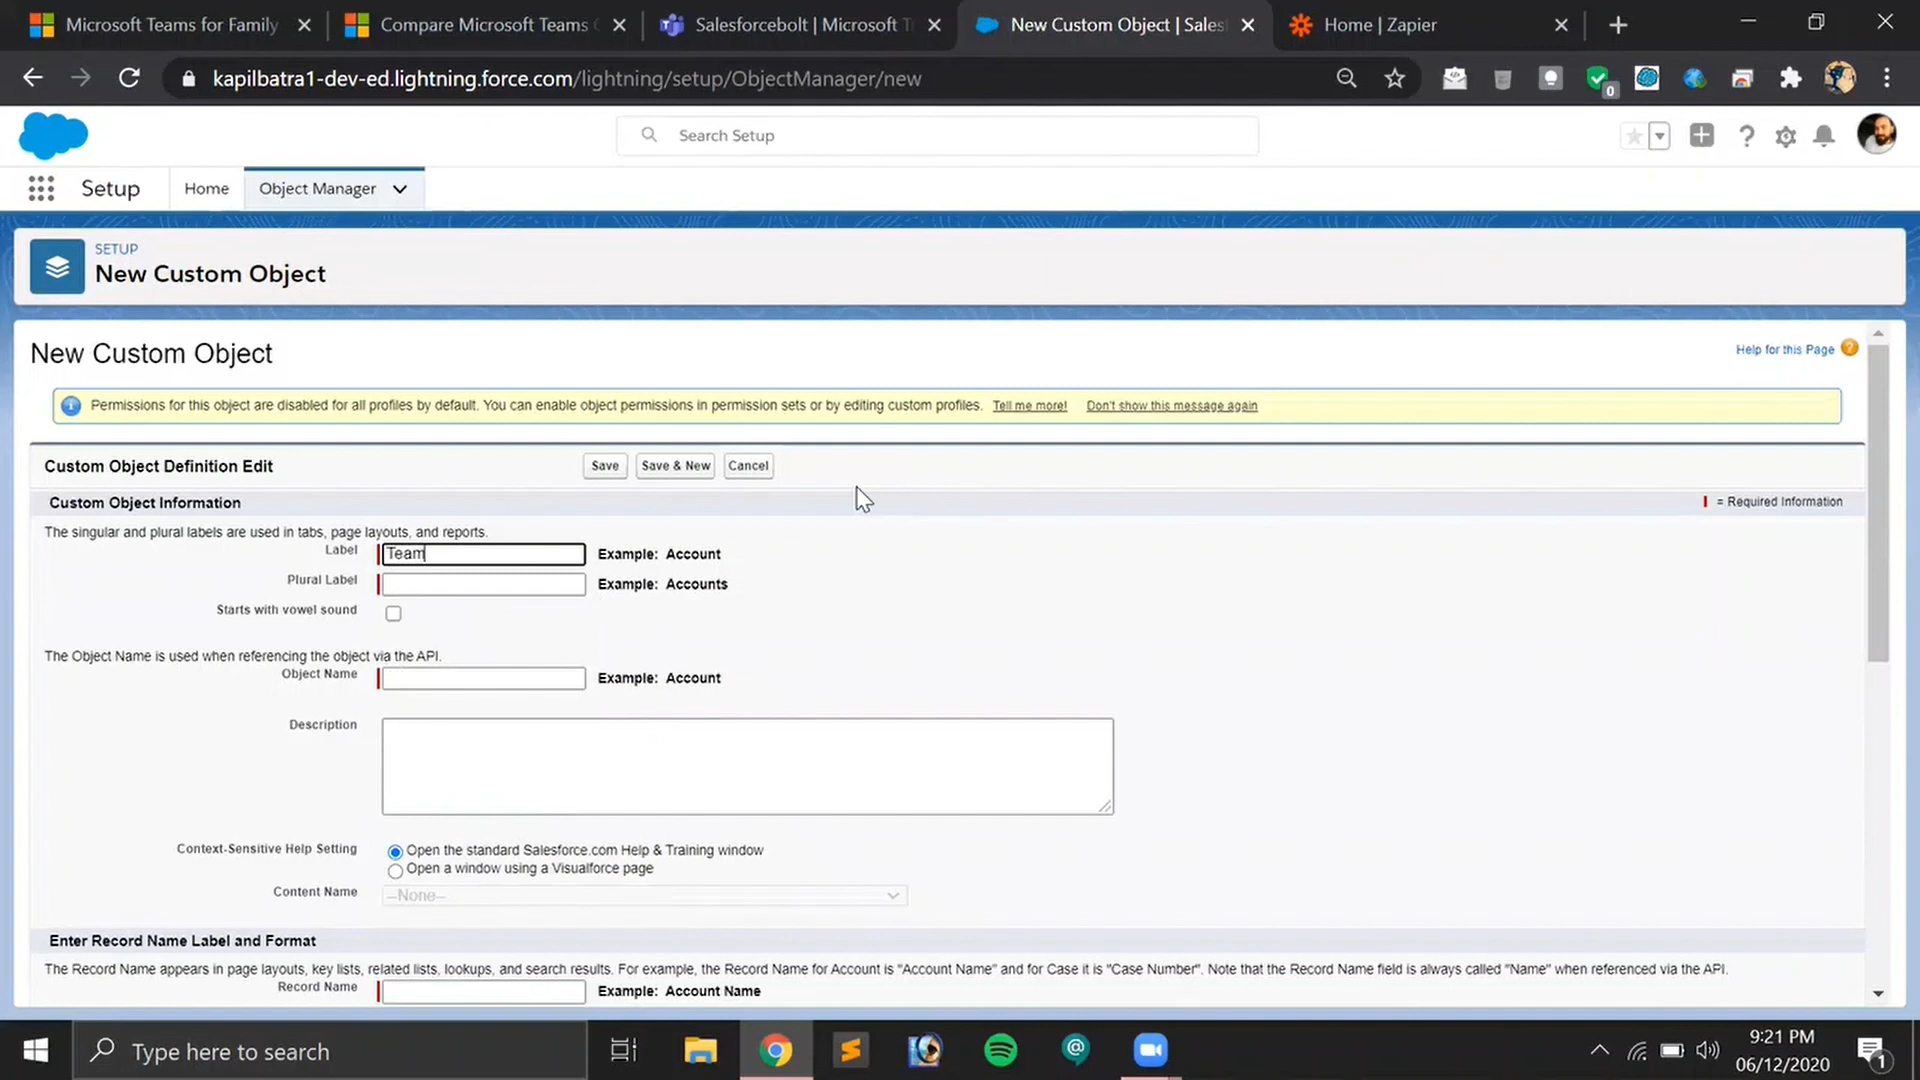 Microsoft Teams for Family
Compare Microsoft Teams
Salesforcebolt | Microsoft T
New Custom Object | Sales
Home | Zapier
kapilbatra1-dev-ed.lightning.force.com/lightning/setup/ObjectManager/new
0
Search Setup
Setup
Home
Object Manager
SETUP
New Custom Object
New Custom Object
Help for this Page
Permissions for this object are disabled for all profiles by default. You can enable object permissions in permission sets or by editing custom profiles. Tell me more! Don't show this message again
Custom Object Definition Edit
Save
Save & New
Cancel
Custom Object Information
= Required Information
The singular and plural labels are used in tabs, page layouts, and reports.
Label
Team
Example: Account
Plural Label
Example: Accounts
Starts with vowel sound
The Object Name is used when referencing the object via the API.
Object Name
Example: Account
Description
Context-Sensitive Help Setting
Open the standard Salesforce.com Help & Training window
Open a window using a Visualforce page
Content Name
--None--
Enter Record Name Label and Format
The Record Name appears in page layouts, key lists, related lists, lookups, and search results. For example, the Record Name for Account is "Account Name" and for Case it is "Case Number". Note that the Record Name field is always called "Name" when referenced via the API.
Record Name
Example: Account Name
Type here to search
9:21 PM
06/12/2020
1